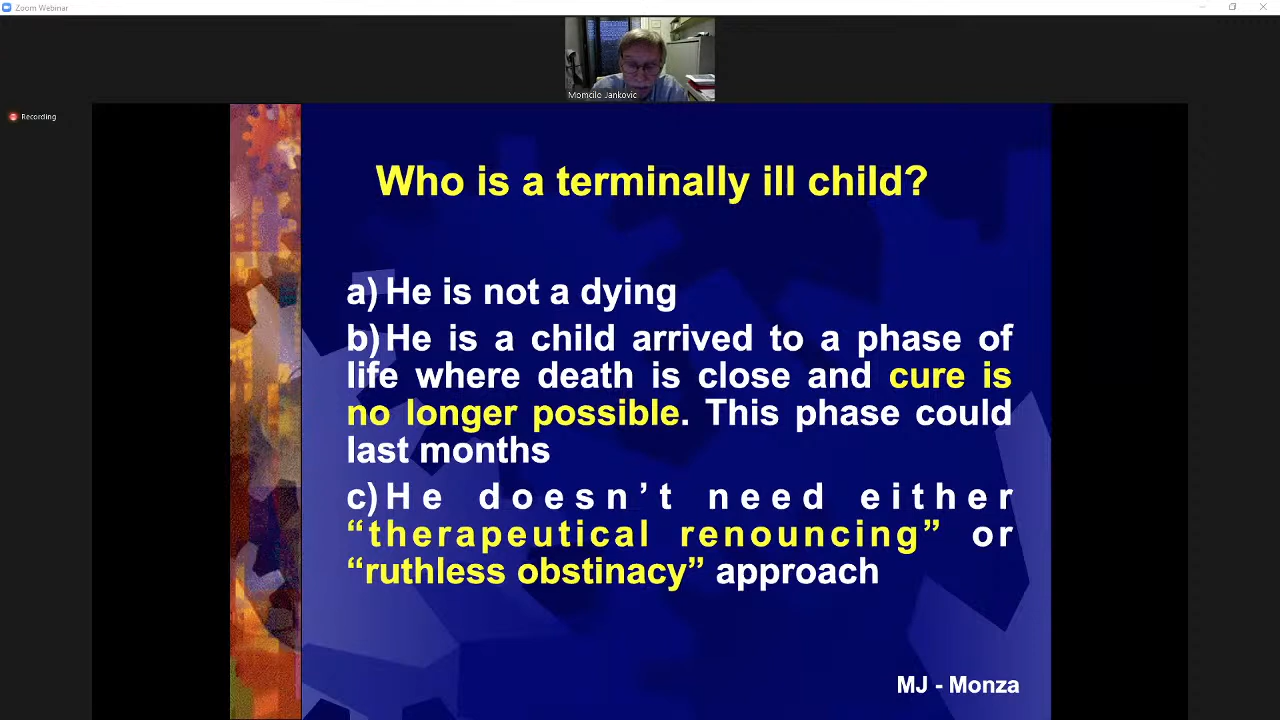 Zoom Webinar
Momcilo Jankovic
Recording
Who is a terminally ill child?
a) He is not a dying
b) He is a child arrived to a phase of
life where death is close and cure is
no longer possible. This phase could
last months
c) He doesn’t need either
“therapeutical renouncing” or
“ruthless obstinacy” approach
MJ - Monza